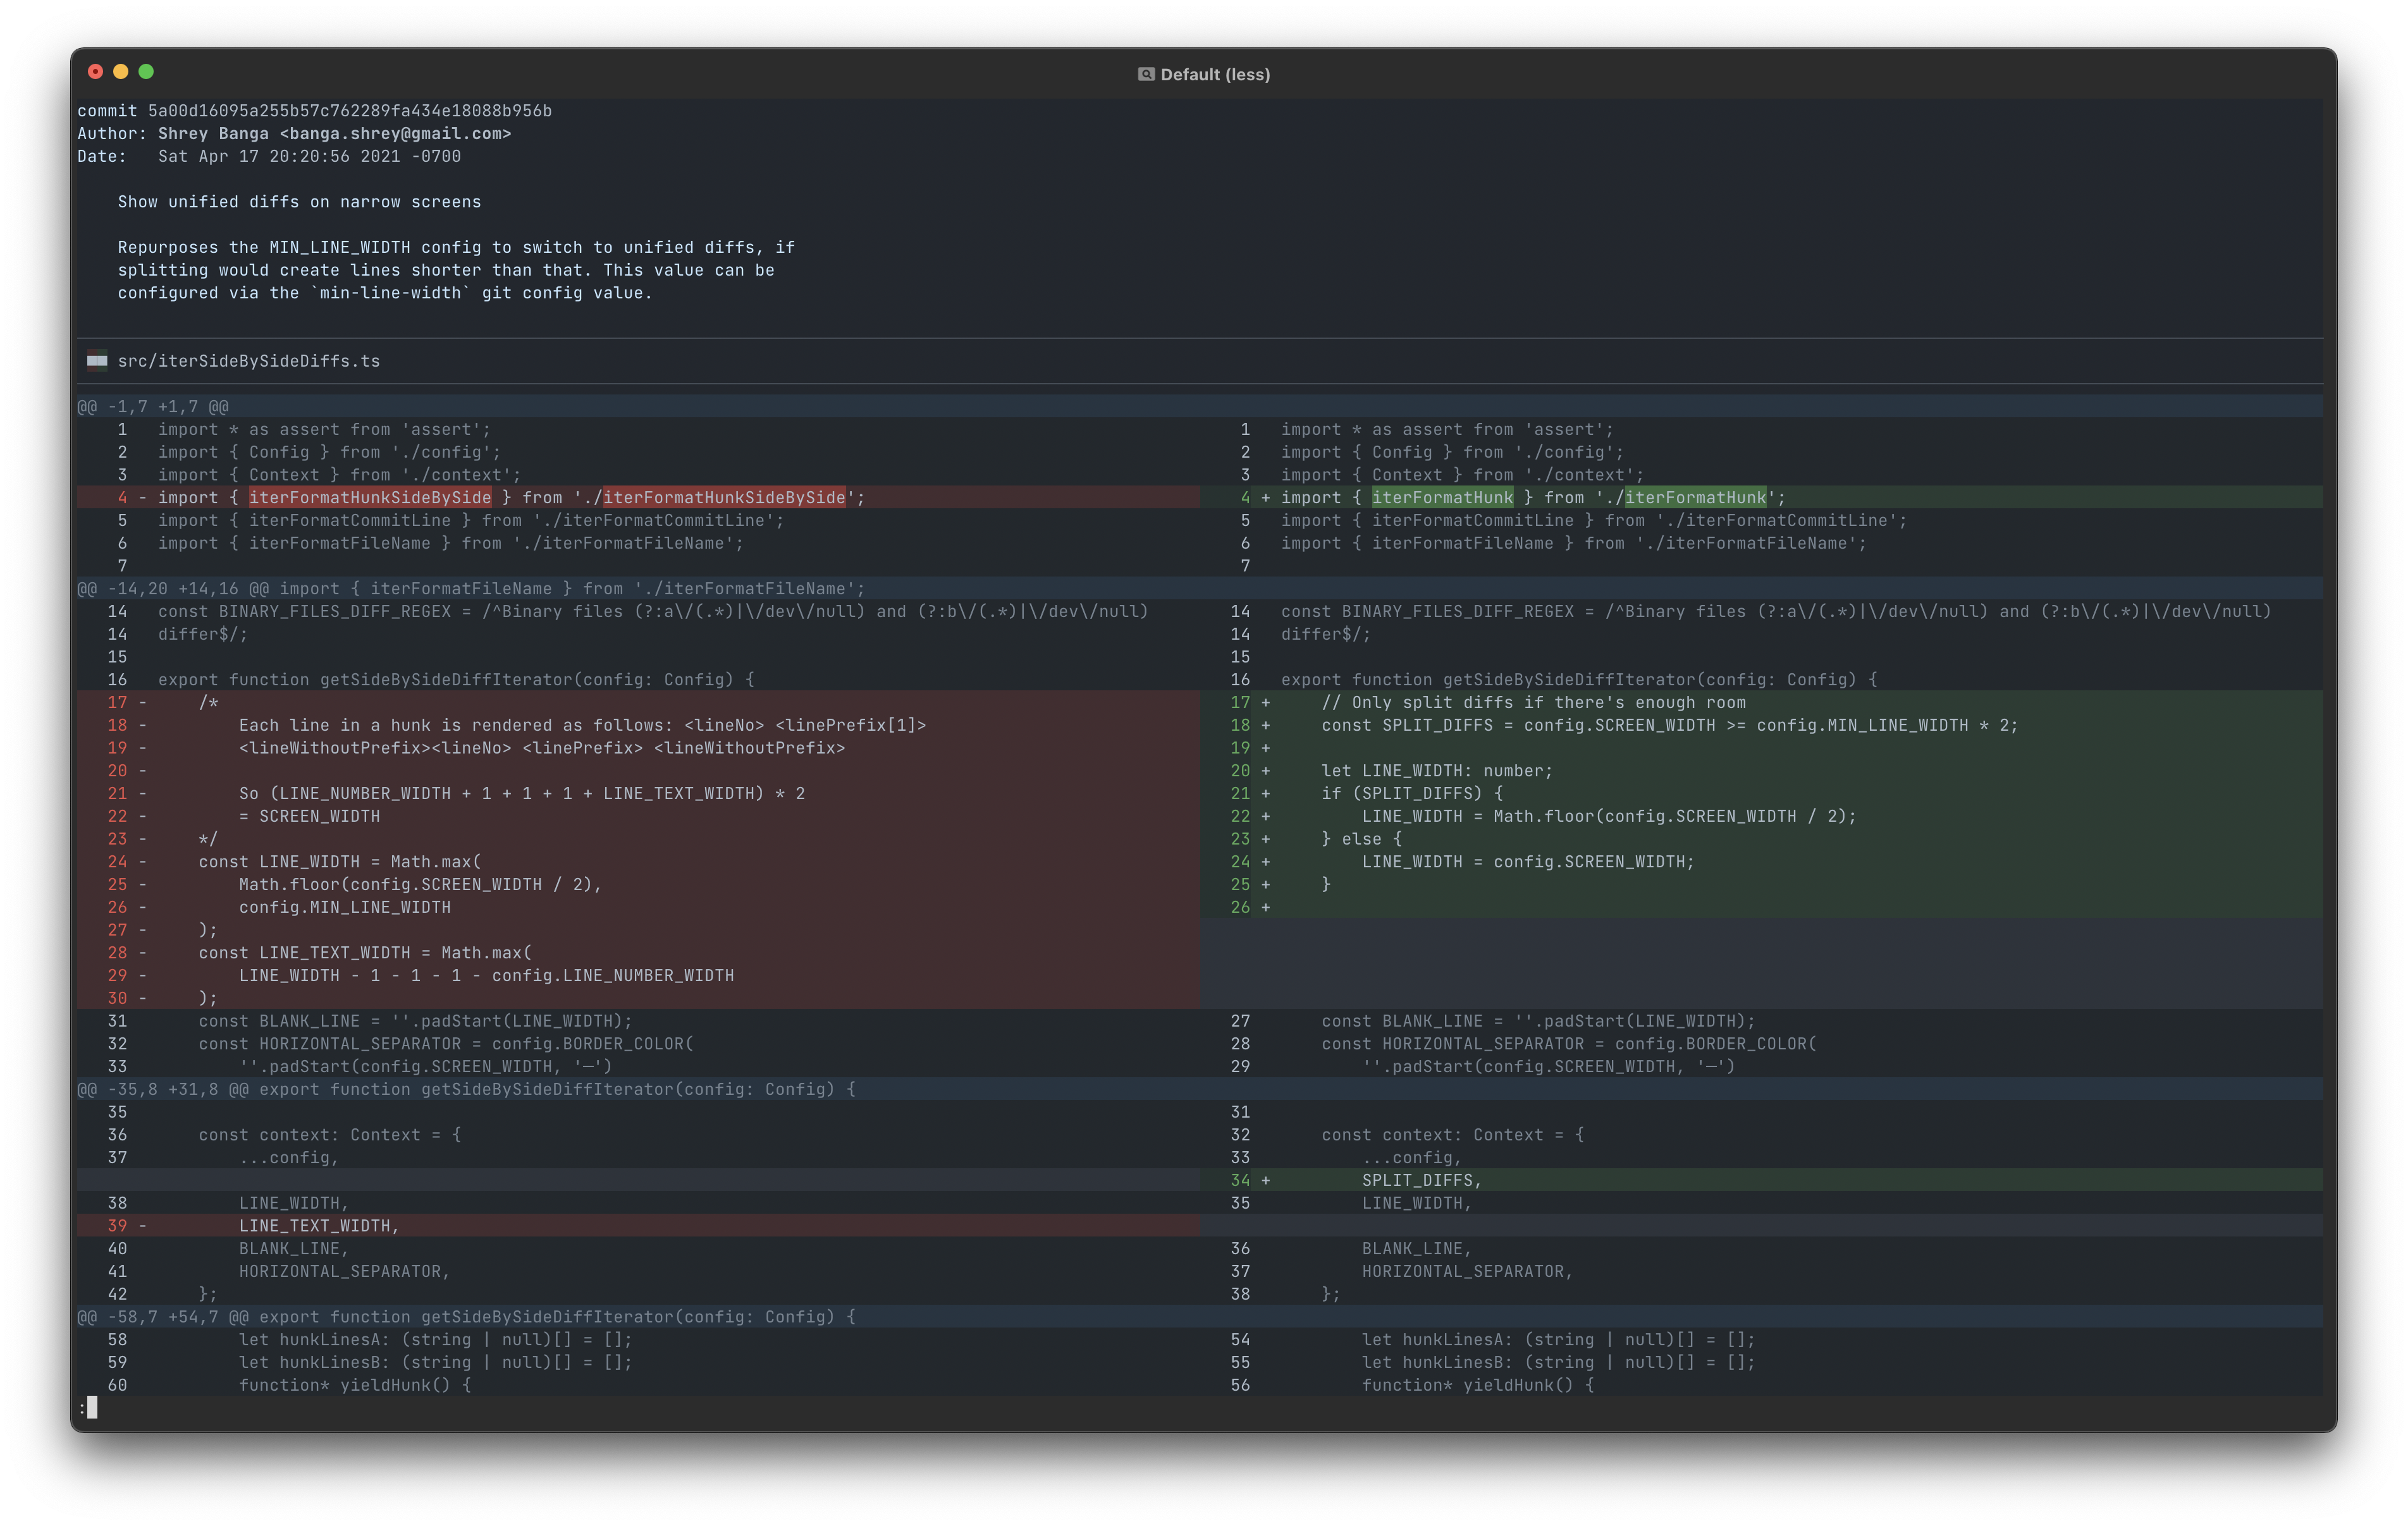 Default (less)
commit 5a00d16095a255b57c762289fa434e18088b956b
Author: Shrey Banga <banga.shrey@gmail.com>
Date:   Sat Apr 17 20:20:56 2021 -0700
Show unified diffs on narrow screens
Repurposes the MIN_LINE_WIDTH config to switch to unified diffs, if
splitting would create lines shorter than that. This value can be
configured via the `min-line-width` git config value.
src/iterSideBySideDiffs.ts
@@ -1,7 +1,7 @@
1   import * as assert from 'assert';   1   import * as assert from 'assert';
2   import { Config } from './config';   2   import { Config } from './config';
3   import { Context } from './context';   3   import { Context } from './context';
4 - import { iterFormatHunkSideBySide } from './iterFormatHunkSideBySide';   4 + import { iterFormatHunk } from './iterFormatHunk';
5   import { iterFormatCommitLine } from './iterFormatCommitLine';   5   import { iterFormatCommitLine } from './iterFormatCommitLine';
6   import { iterFormatFileName } from './iterFormatFileName';   6   import { iterFormatFileName } from './iterFormatFileName';
7   7
@@ -14,20 +14,16 @@ import { iterFormatFileName } from './iterFormatFileName';
14   const BINARY_FILES_DIFF_REGEX = /^Binary files (?:a\/(.*)|\/dev\/null) and (?:b\/(.*)|\/dev\/null)   14   const BINARY_FILES_DIFF_REGEX = /^Binary files (?:a\/(.*)|\/dev\/null) and (?:b\/(.*)|\/dev\/null)
14   differ$/;   14   differ$/;
15   15
16   export function getSideBySideDiffIterator(config: Config) {   16   export function getSideBySideDiffIterator(config: Config) {
17 -     /*   17 +     // Only split diffs if there's enough room
18 -         Each line in a hunk is rendered as follows: <lineNo> <linePrefix[1]>   18 +     const SPLIT_DIFFS = config.SCREEN_WIDTH >= config.MIN_LINE_WIDTH * 2;
19 -         <lineWithoutPrefix><lineNo> <linePrefix> <lineWithoutPrefix>   19 +
20 -   20 +     let LINE_WIDTH: number;
21 -         So (LINE_NUMBER_WIDTH + 1 + 1 + 1 + LINE_TEXT_WIDTH) * 2   21 +     if (SPLIT_DIFFS) {
22 -         = SCREEN_WIDTH   22 +         LINE_WIDTH = Math.floor(config.SCREEN_WIDTH / 2);
23 -     */   23 +     } else {
24 -     const LINE_WIDTH = Math.max(   24 +         LINE_WIDTH = config.SCREEN_WIDTH;
25 -         Math.floor(config.SCREEN_WIDTH / 2),   25 +     }
26 -         config.MIN_LINE_WIDTH   26 +
27 -     );
28 -     const LINE_TEXT_WIDTH = Math.max(
29 -         LINE_WIDTH - 1 - 1 - 1 - config.LINE_NUMBER_WIDTH
30 -     );
31       const BLANK_LINE = ''.padStart(LINE_WIDTH);   27       const BLANK_LINE = ''.padStart(LINE_WIDTH);
32       const HORIZONTAL_SEPARATOR = config.BORDER_COLOR(   28       const HORIZONTAL_SEPARATOR = config.BORDER_COLOR(
33           ''.padStart(config.SCREEN_WIDTH, '—')   29           ''.padStart(config.SCREEN_WIDTH, '—')
@@ -35,8 +31,8 @@ export function getSideBySideDiffIterator(config: Config) {
35   31
36       const context: Context = {   32       const context: Context = {
37           ...config,   33           ...config,
34 +         SPLIT_DIFFS,
38           LINE_WIDTH,   35           LINE_WIDTH,
39 -         LINE_TEXT_WIDTH,
40           BLANK_LINE,   36           BLANK_LINE,
41           HORIZONTAL_SEPARATOR,   37           HORIZONTAL_SEPARATOR,
42       };   38       };
@@ -58,7 +54,7 @@ export function getSideBySideDiffIterator(config: Config) {
58           let hunkLinesA: (string | null)[] = [];   54           let hunkLinesA: (string | null)[] = [];
59           let hunkLinesB: (string | null)[] = [];   55           let hunkLinesB: (string | null)[] = [];
60           function* yieldHunk() {   56           function* yieldHunk() {
: